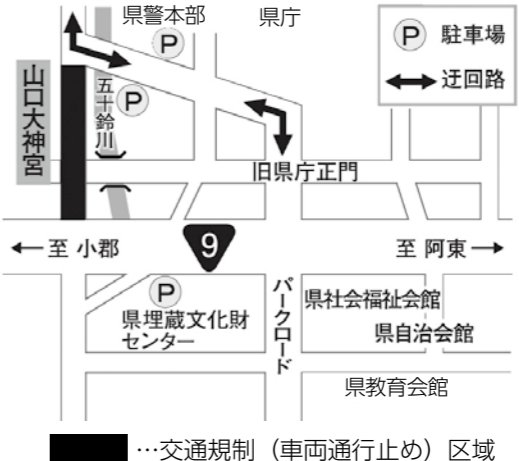 県警本部
県庁
P
P 駐車場
迂回路
山口大神宮
五十鈴川
P
旧県庁正門
至 小郡
9
至 阿東
P
県埋蔵文化財
センター
パークロード
県社会福祉会館
県自治会館
県教育会館
…交通規制（車両通行止め）区域